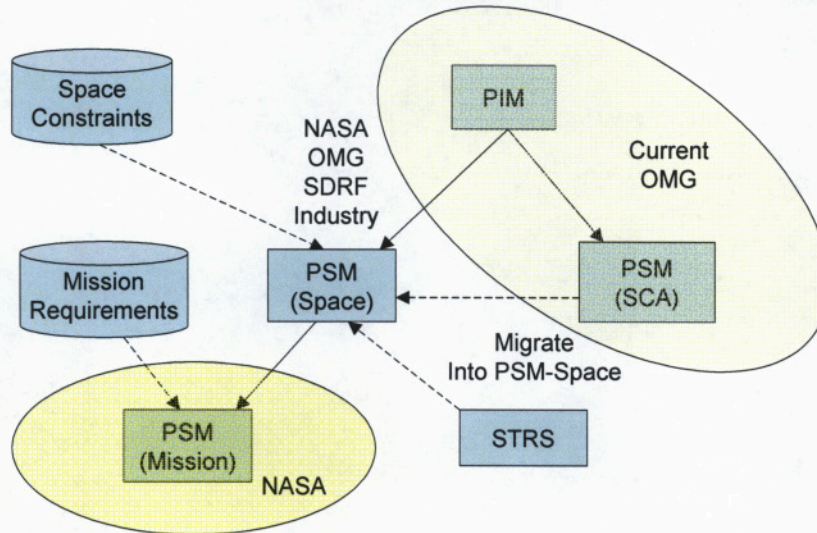 Space
Constraints
PIM
NASA
OMG
SDRF
Industry
Current
OMG
Mission
Requirements
PSM
(Space)
PSM
(SCA)
Migrate
Into PSM-Space
PSM
(Mission)
STRS
NASA